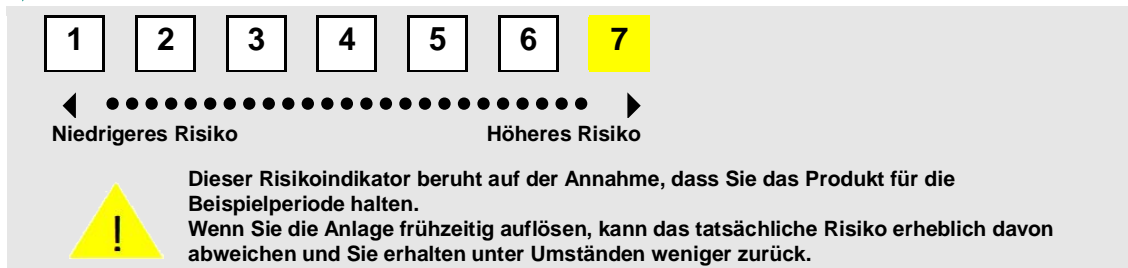 1 2 3 4 5 6 7
Niedrigeres Risiko Höheres Risiko
Dieser Risikoindikator beruht auf der Annahme, dass Sie das Produkt für die
Beispielperiode halten.
Wenn Sie die Anlage frühzeitig auflösen, kann das tatsächliche Risiko erheblich davon
abweichen und Sie erhalten unter Umständen weniger zurück.
!